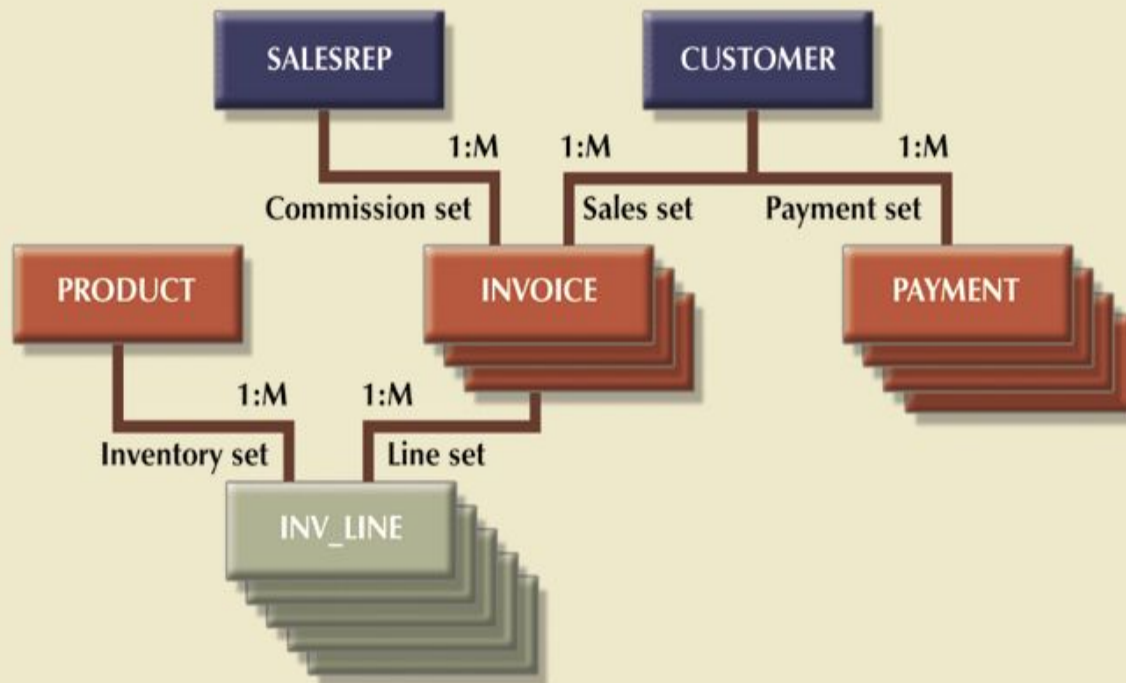 SALESREP
CUSTOMER
1:M
1:M
1:M
Commission set
Sales set
Payment set
PRODUCT
INVOICE
PAYMENT
1:M
1:M
Inventory set
Line set
INV_LINE